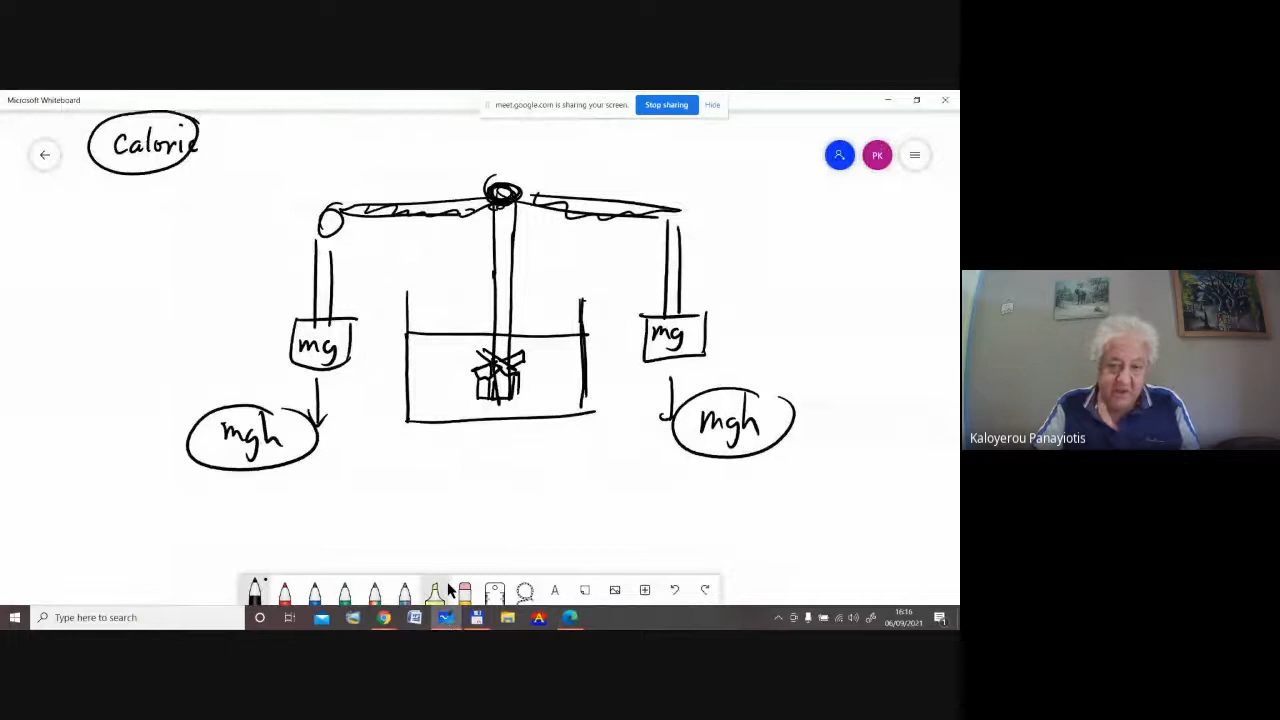 Microsoft Whiteboard
meet.google.com is sharing your screen.
Stop sharing
Hide
Caloric
PK
mg
mg
mgh
mgh
Kaloyerou Panayiotis
A
Type here to search
16:16
06/09/2021